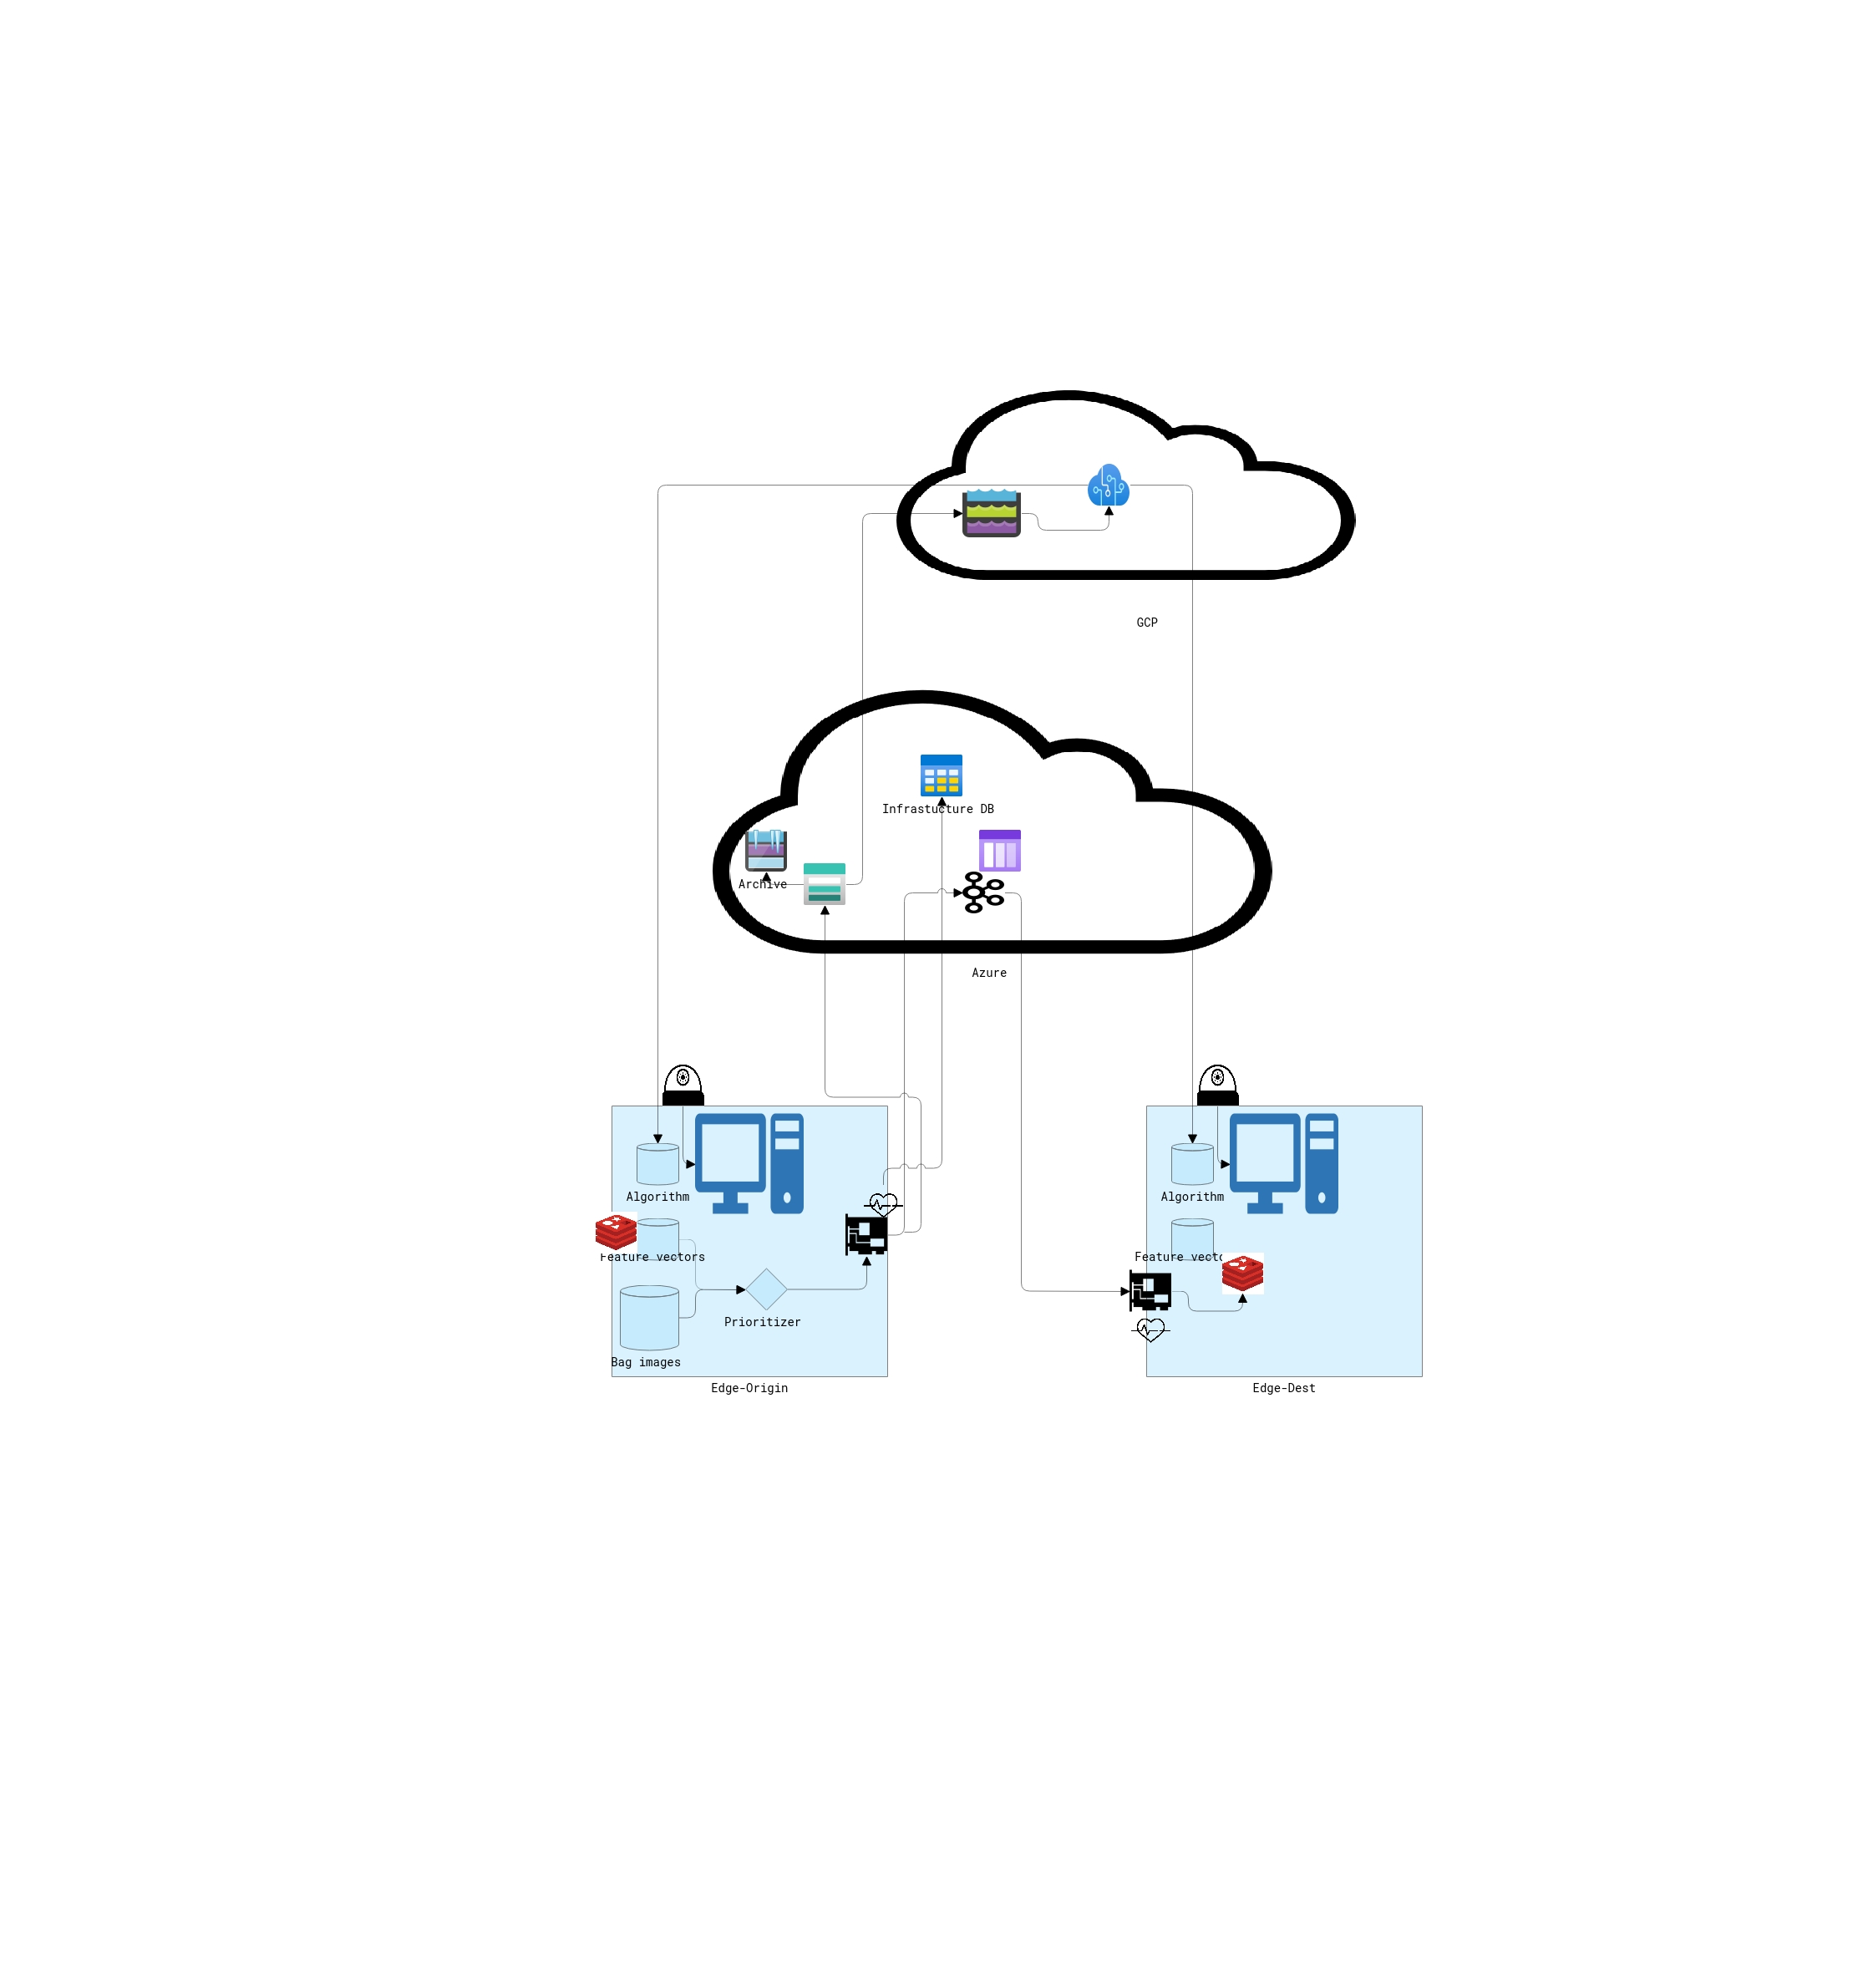 GCP
Infrastucture DB
Archive
Azure
Algorithm
Algorithm
Feature vectors
Feature vecto
Prioritizer
Bag images
Edge-Origin
Edge-Dest